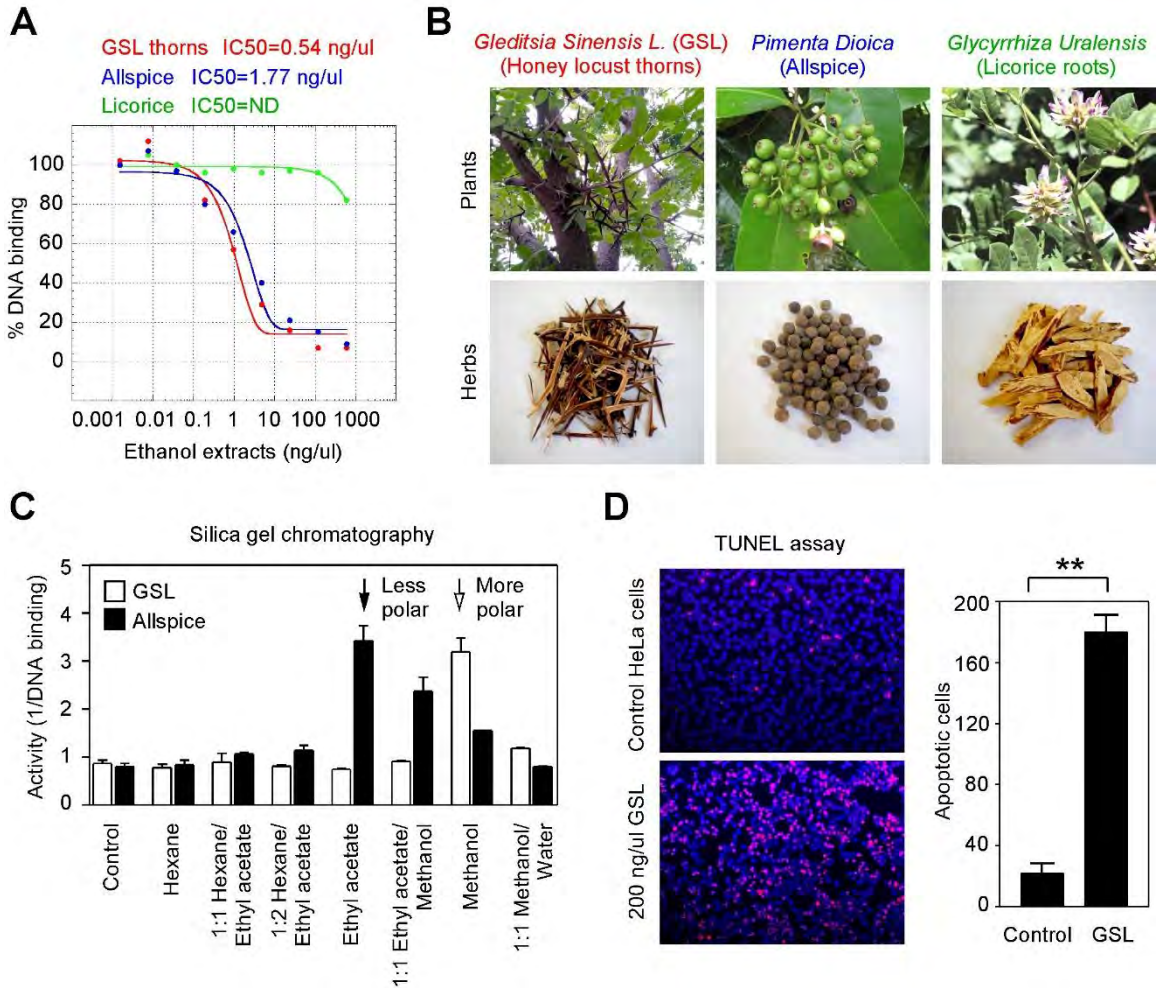 A
GSL thorns IC50=0.54 ng/ul
Allspice IC50=1.77 ng/ul
Licorice IC50=ND
% DNA binding
100
80
60
40
20
0
0.001 0.01 0.1 1 10 100 1000
Ethanol extracts (ng/ul)
B
Gleditsia Sinensis L. (GSL)
(Honey locust thorns)
Pimenta Dioica
(Allspice)
Glycyrrhiza Uralensis
(Licorice roots)
Plants
Herbs
C
Silica gel chromatography
Activity (1/DNA binding)
5
4
3
2
1
0
GSL
Allspice
Less
polar
More
polar
Control
Hexane
1:1 Hexane/
Ethyl acetate
1:2 Hexane/
Ethyl acetate
Ethyl acetate
1:1 Ethyl acetate/
Methanol
Methanol
1:1 Methanol/
Water
D
TUNEL assay
Control HeLa cells
200 ng/ul GSL
**
Apoptotic cells
200
160
120
80
40
0
Control GSL